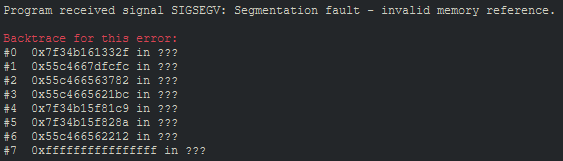 Program received signal SIGSEGV: Segmentation fault - invalid memory reference.
Backtrace for this error:
#0  0x7f34b161332f in ???
#1  0x55c4667dfcfc in ???
#2  0x55c466563782 in ???
#3  0x55c4665621bc in ???
#4  0x7f34b15f81c9 in ???
#5  0x7f34b15f828a in ???
#6  0x55c466562212 in ???
#7  0xffffffffffffffff in ???